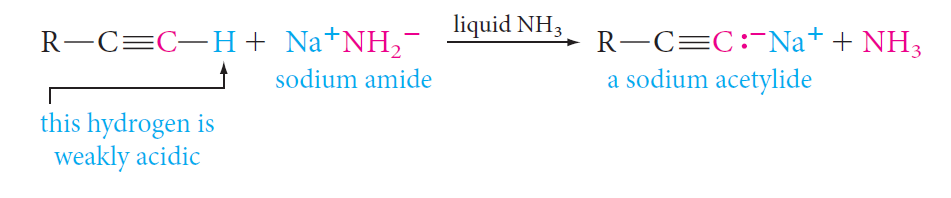 liquid NH₃
R—C≡C—H + Na⁺NH₂⁻ → R—C≡C:⁻Na⁺ + NH₃
sodium amide a sodium acetylide
this hydrogen is
weakly acidic